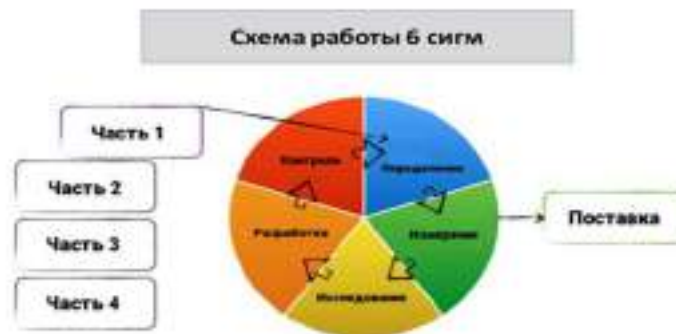 Схема работы 6 сигм
Часть 1
Часть 2
Часть 3
Часть 4
Контроль
Определение
Разработка
Измерение
Исследование
Поставка